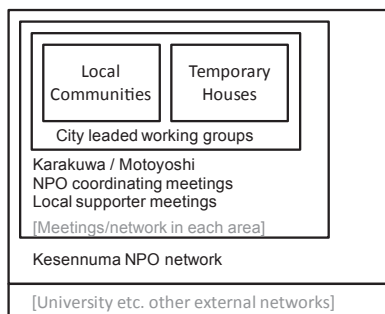 Local
Communities
Temporary
Houses
City leaded working groups
Karakuwa / Motoyoshi
NPO coordinating meetings
Local supporter meetings
[Meetings/network in each area]
Kesennuma NPO network
[University etc. other external networks]